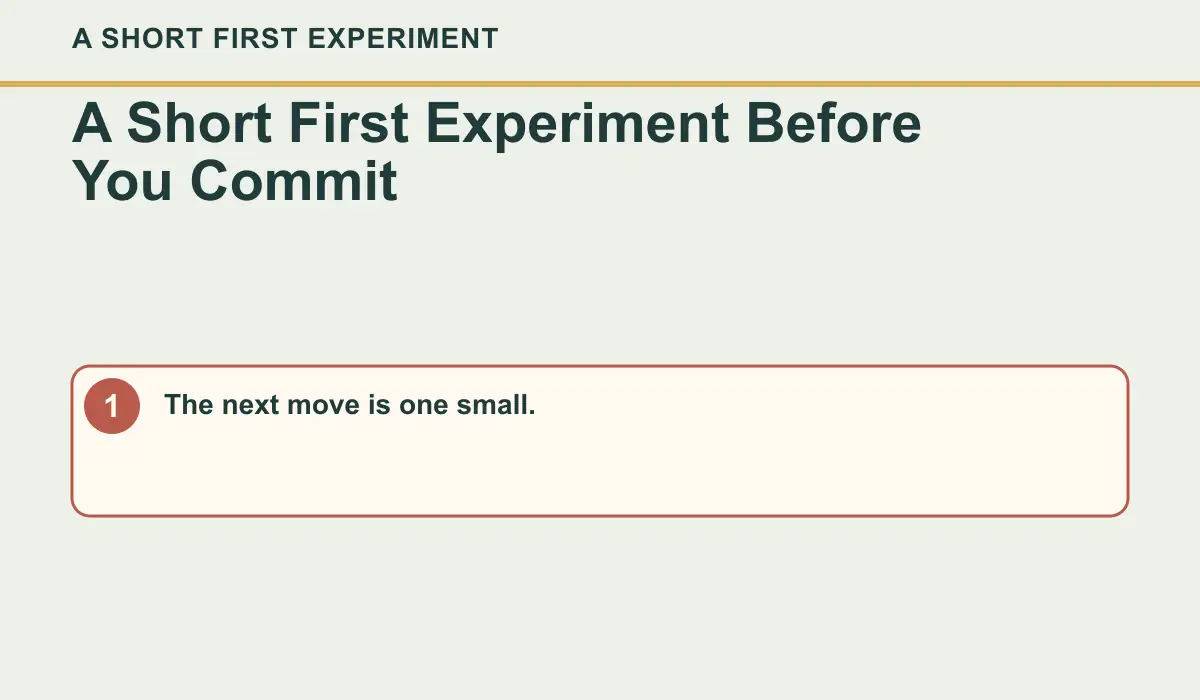 A SHORT FIRST EXPERIMENT
A Short First Experiment Before
You Commit
1
The next move is one small.